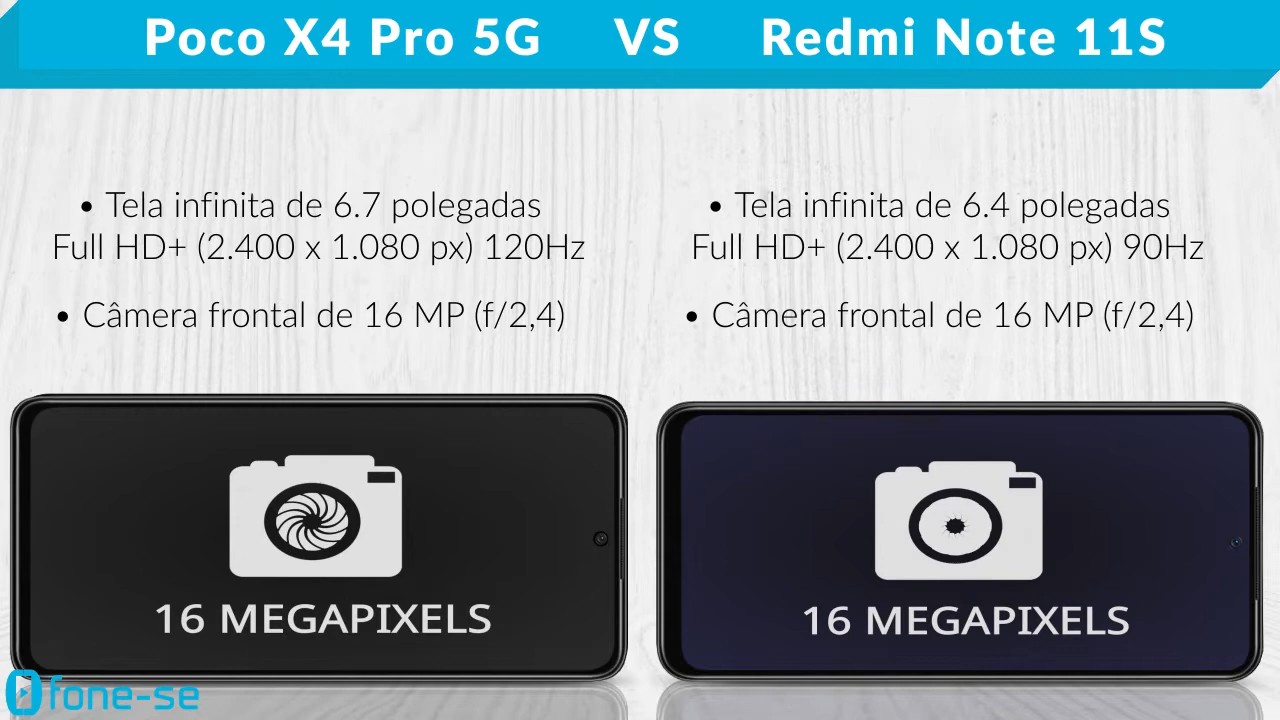 Poco X4 Pro 5G VS Redmi Note 11S
• Tela infinita de 6.7 polegadas
Full HD+ (2.400 x 1.080 px) 120Hz
• Câmera frontal de 16 MP (f/2,4)
• Tela infinita de 6.4 polegadas
Full HD+ (2.400 x 1.080 px) 90Hz
• Câmera frontal de 16 MP (f/2,4)
16 MEGAPIXELS
16 MEGAPIXELS
fone-se